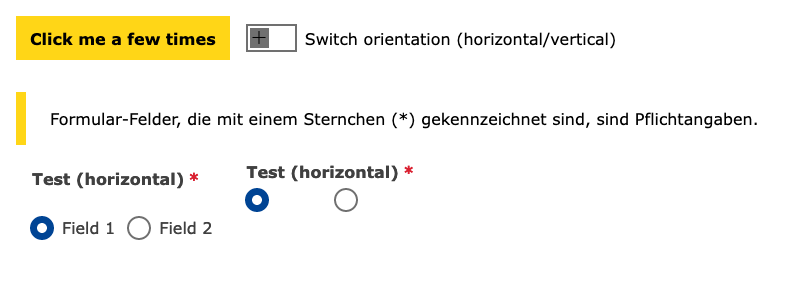 Click me a few times
Switch orientation (horizontal/vertical)
Formular-Felder, die mit einem Sternchen (*) gekennzeichnet sind, sind Pflichtangaben.
Test (horizontal) *
Test (horizontal) *
Field 1
Field 2